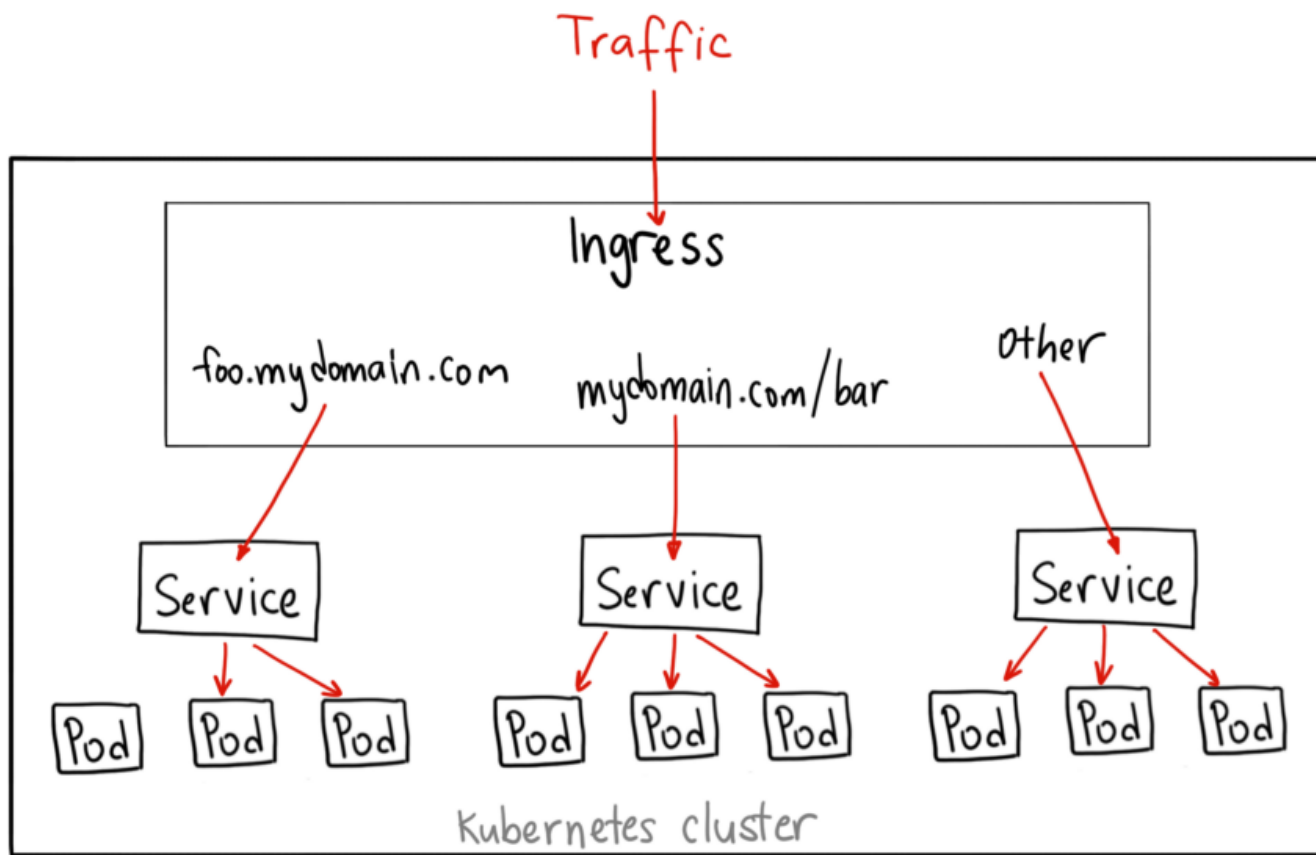 Traffic
Ingress
foo.mydomain.com
mydomain.com/bar
other
Service
Service
Service
Pod
Pod
Pod
Pod
Pod
Pod
Pod
Pod
Pod
Kubernetes cluster